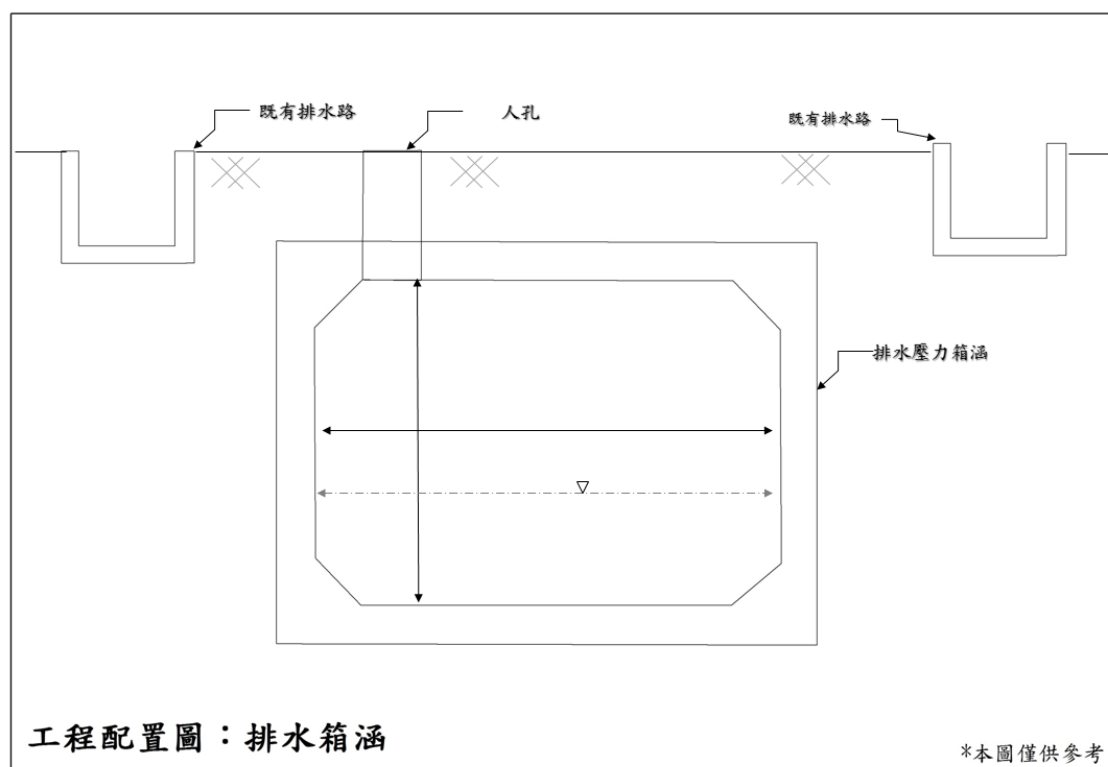 既有排水路
人孔
既有排水路
排水壓力箱涵
工程配置圖：排水箱涵
*本圖僅供參考